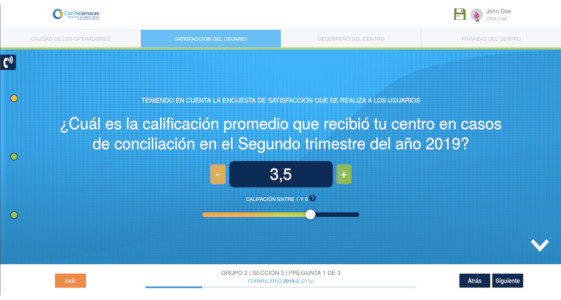 Confecámaras
John Doe
CCA Cali
CALIDAD DE LOS OPERADORES
SATISFACCIÓN DEL USUARIO
DESEMPEÑO DEL CENTRO
FINANZAS DEL CENTRO
TENIENDO EN CUENTA LA ENCUESTA DE SATISFACCIÓN QUE SE REALIZA A LOS USUARIOS
¿Cuál es la calificación promedio que recibió tu centro en casos
de conciliación en el Segundo trimestre del año 2019?
- 3,5 +
CALIFICACIÓN ENTRE 1 Y 5 ?
GRUPO 2 | SECCIÓN 3 | PREGUNTA 1 DE 3
FORMULARIO 2019-2 (21%)
Salir
Atrás
Siguiente